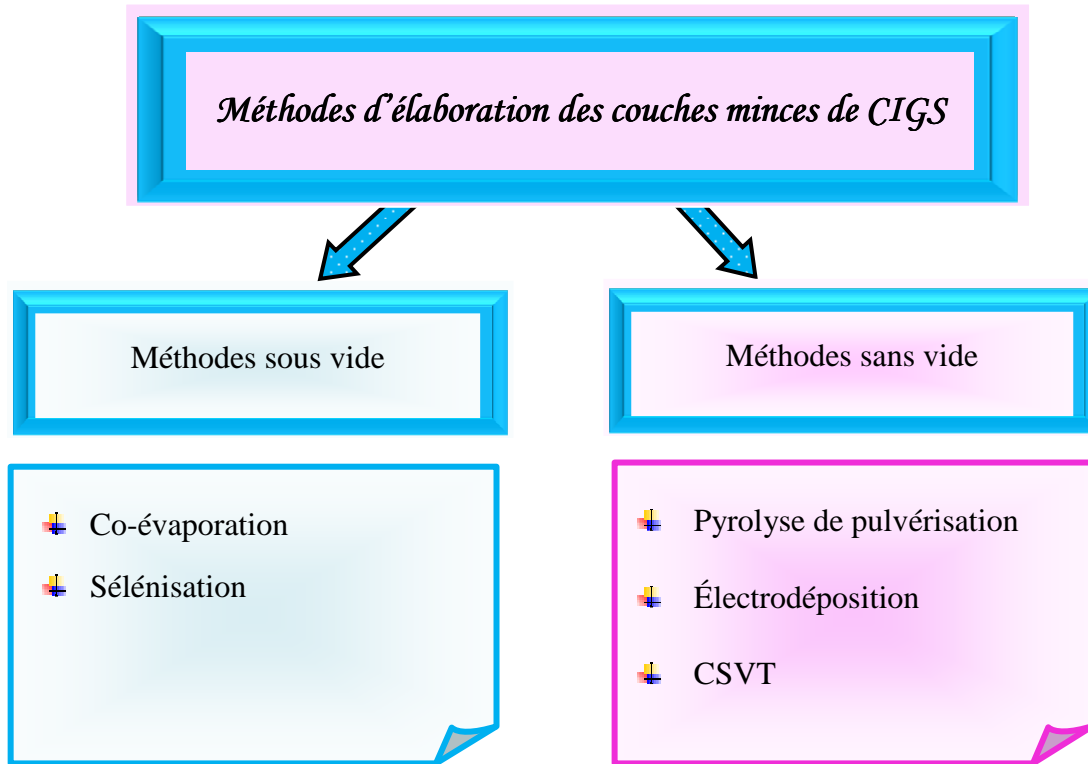 Méthodes d'élaboration des couches minces de CIGS
Méthodes sous vide
Méthodes sans vide
Co-évaporation
Sélénisation
Pyrolyse de pulvérisation
Électrodéposition
CSVT